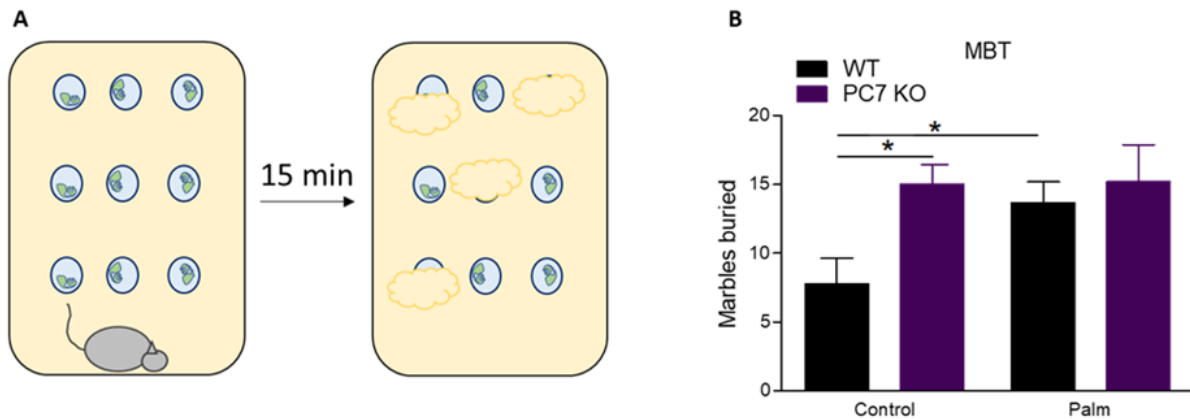 A
15 min
B
MBT
WT
PC7 KO
20
15
10
5
0
Marbles buried
*
*
Control
Palm